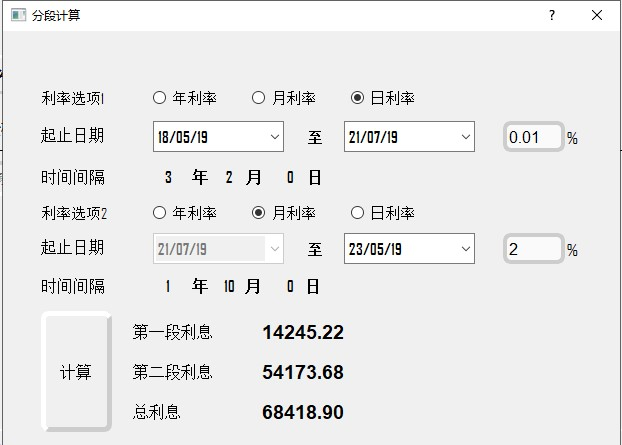 分段计算
利率选项1 年利率 月利率 日利率
起止日期 18/05/19 至 21/07/19 0.01 %
时间间隔 3 年 2 月 0 日
利率选项2 年利率 月利率 日利率
起止日期 21/07/19 至 23/05/19 2 %
时间间隔 1 年 10 月 0 日
计算
第一段利息 14245.22
第二段利息 54173.68
总利息 68418.90